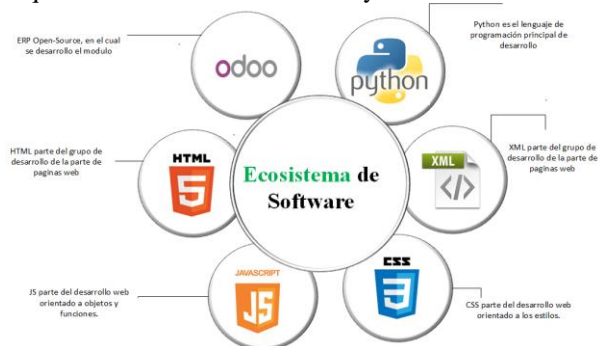 ERP Open-Source, en el cual
se desarrollo el modulo
odoo
python
Python es el lenguaje de
programación principal de
desarrollo
HTML parte del grupo de
desarrollo de la parte de
paginas web
HTML
5
Ecosistema de
Software
XML
</>
XML parte del grupo de
desarrollo de la parte de
paginas web
JS parte del desarrollo web
orientado a objetos y
funciones.
JAVASCRIPT
JS
CSS
3
CSS parte del desarrollo web
orientado a los estilos.